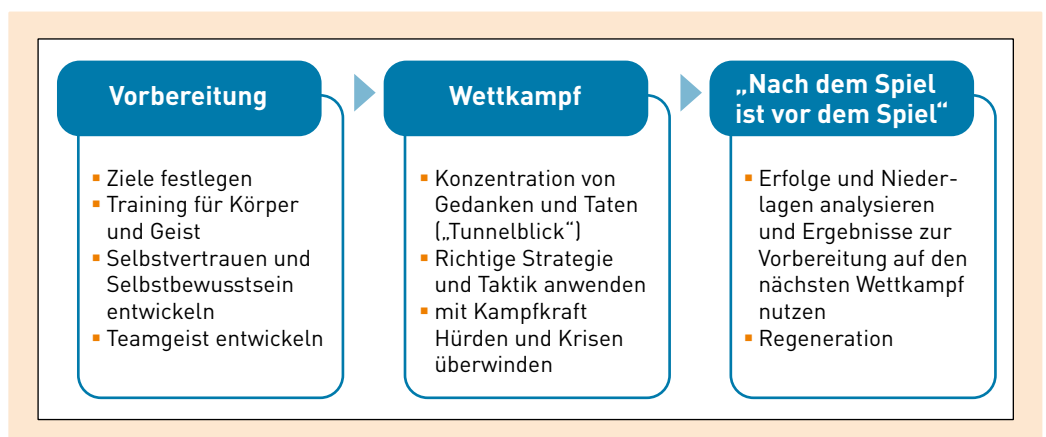 Vorbereitung
▪ Ziele festlegen
▪ Training für Körper
und Geist
▪ Selbstvertrauen und
Selbstbewusstsein
entwickeln
▪ Teamgeist entwickeln
Wettkampf
▪ Konzentration von
Gedanken und Taten
(„Tunnelblick“)
▪ Richtige Strategie
und Taktik anwenden
▪ mit Kampfkraft
Hürden und Krisen
überwinden
„Nach dem Spiel
ist vor dem Spiel“
▪ Erfolge und Nieder-
lagen analysieren
und Ergebnisse zur
Vorbereitung auf den
nächsten Wettkampf
nutzen
▪ Regeneration